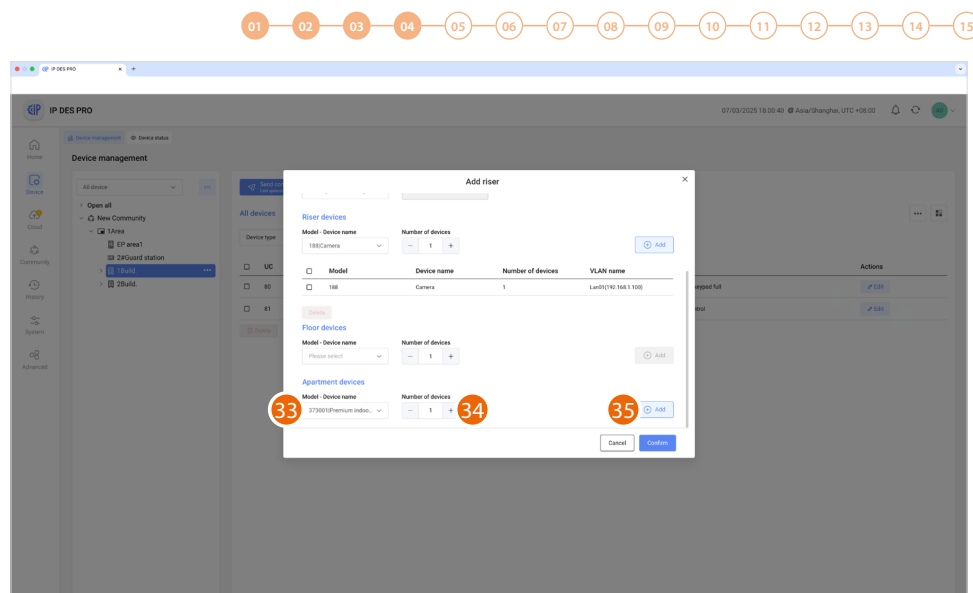 01 02 03 04 05 06 07 08 09 10 11 12 13 14 15
IP DES PRO
IP DES PRO
07/03/2025 18:00:40 Asia/Shanghai, UTC +08:00
Device management Device status
Home
Device management
Device
Cloud
Community
History
System
Advanced
All device
Open all
New Community
1Area
EP area1
2#Guard station
1Build.
2Build.
Send
All devices
Device type
UC
80
81
Delete
Actions
keypad full
Edit
Edit
Add riser
Riser devices
Model - Device name Number of devices
188|Camera 1 Add
Model Device name Number of devices VLAN name
188 Camera 1 Lan01(192.168.1.100)
Delete
Floor devices
Model - Device name Number of devices
Please select 1 Add
Apartment devices
Model - Device name Number of devices
33 373001|Premium indoo... 1 34 35 Add
Cancel Confirm